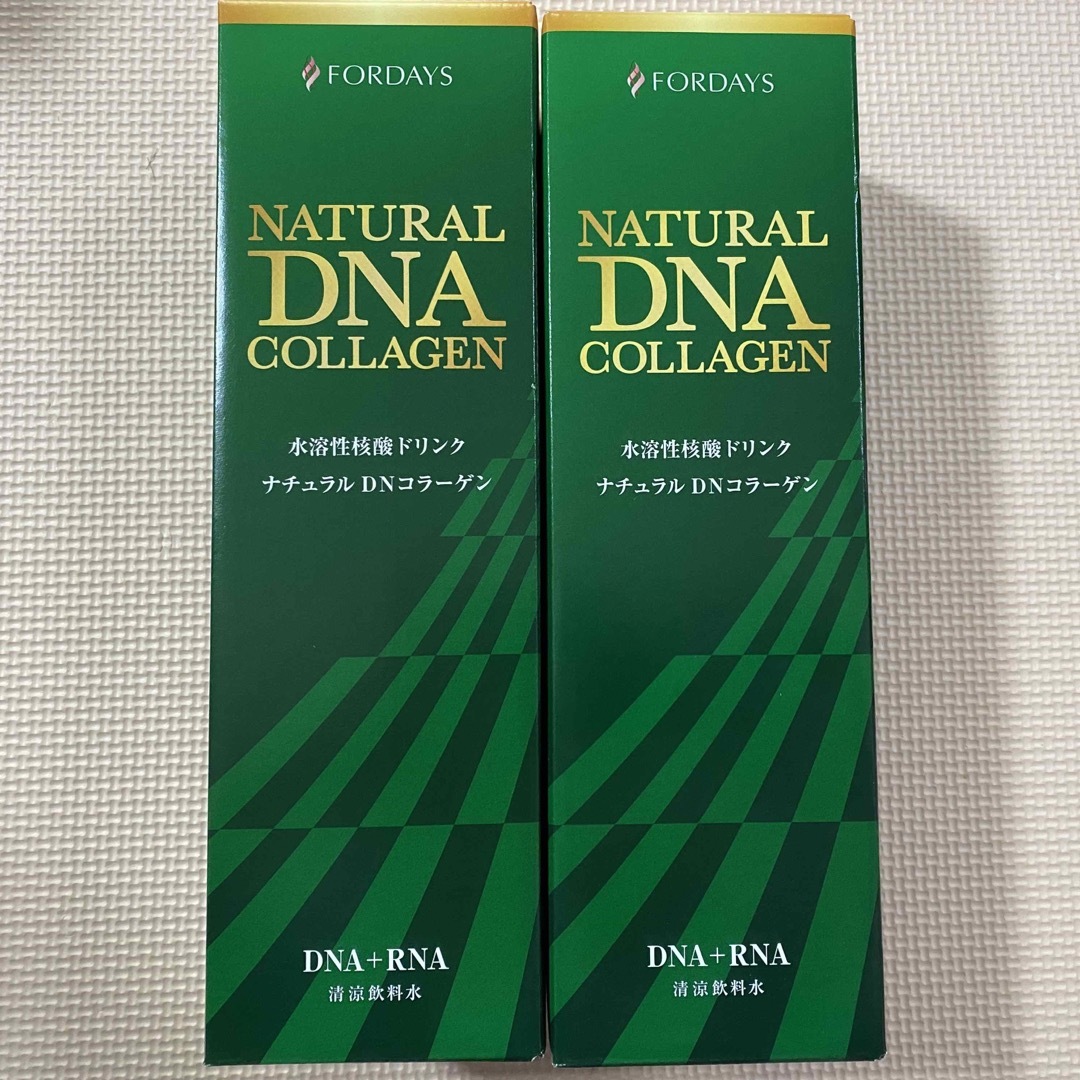 FORDAYS
NATURAL
DNA
COLLAGEN
水溶性核酸ドリンク
ナチュラル DNコラーゲン
DNA+RNA
清涼飲料水
FORDAYS
NATURAL
DNA
COLLAGEN
水溶性核酸ドリンク
ナチュラル DNコラーゲン
DNA+RNA
清涼飲料水